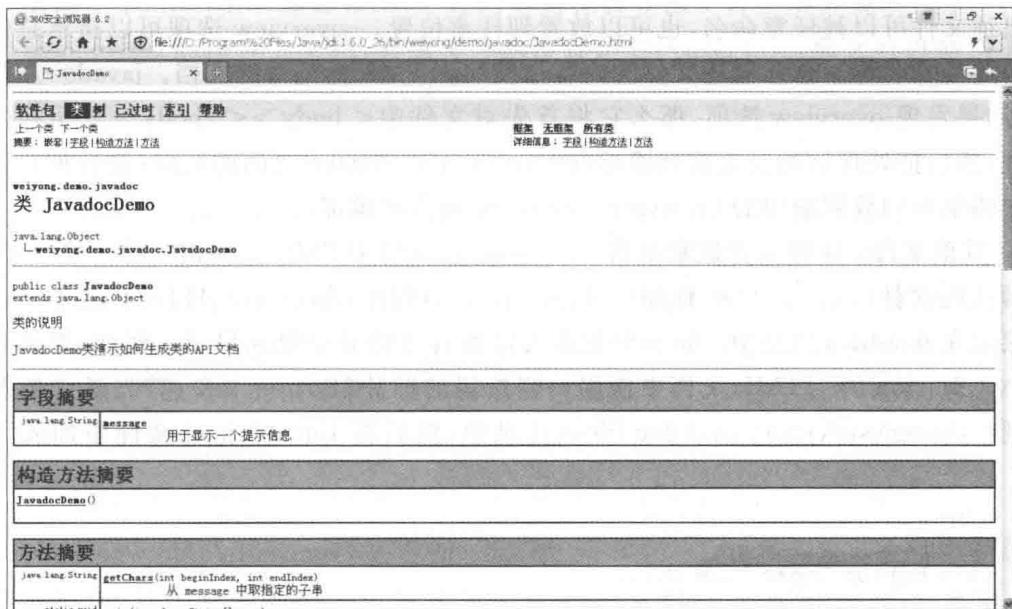 360安全浏览器 6.2
file:///D:/Program%20Files/Java/jdk1.6.0_26/bin/weiyong/demo/javadoc/JavadocDemo.html
JavadocDemo
软件包 类 树 已过时 索引 帮助
上一个类 下一个类
框架 无框架 所有类
摘要: 嵌套 | 字段 | 构造方法 | 方法
详细信息: 字段 | 构造方法 | 方法
weiyong.demo.javadoc
类 JavadocDemo
java.lang.Object
weiyong.demo.javadoc.JavadocDemo
public class JavadocDemo
extends java.lang.Object
类的说明
JavadocDemo类演示如何生成类的API文档
字段摘要
java.lang.String message
用于显示一个提示信息
构造方法摘要
JavadocDemo()
方法摘要
java.lang.String getChars(int beginIndex, int endIndex)
从 message 中取指定的子串